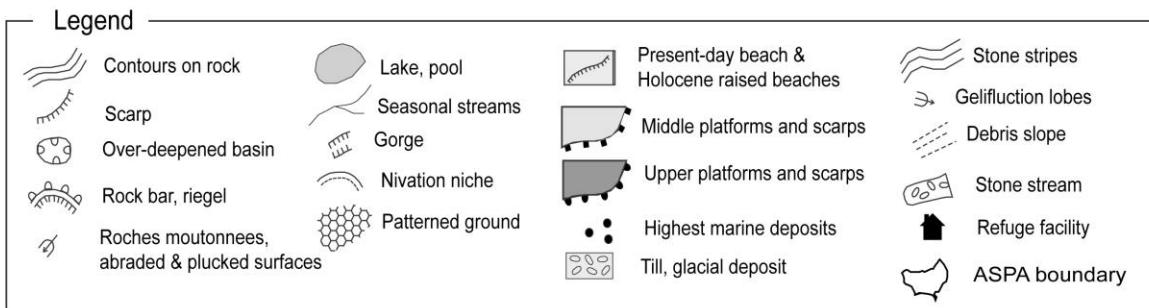 Legend
Contours on rock
Scarp
Over-deepened basin
Rock bar, riegel
Roches moutonnees,
abraded & plucked surfaces
Lake, pool
Seasonal streams
Gorge
Nivation niche
Patterned ground
Present-day beach &
Holocene raised beaches
Middle platforms and scarps
Upper platforms and scarps
Highest marine deposits
Till, glacial deposit
Stone stripes
Gelifluction lobes
Debris slope
Stone stream
Refuge facility
ASPA boundary